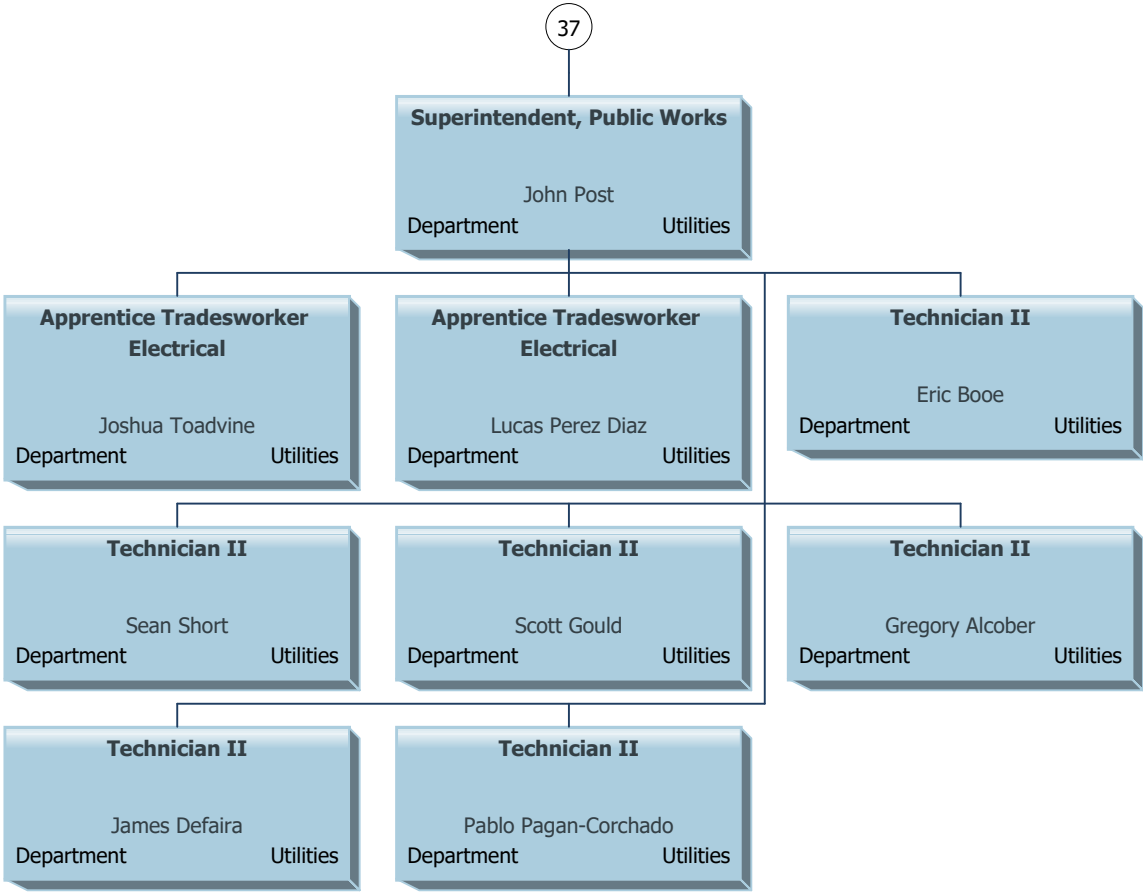 37
Superintendent, Public Works
John Post
Department Utilities
Apprentice Tradesworker
Electrical
Joshua Toadvine
Department Utilities
Apprentice Tradesworker
Electrical
Lucas Perez Diaz
Department Utilities
Technician II
Eric Booe
Department Utilities
Technician II
Sean Short
Department Utilities
Technician II
Scott Gould
Department Utilities
Technician II
Gregory Alcober
Department Utilities
Technician II
James Defaira
Department Utilities
Technician II
Pablo Pagan-Corchado
Department Utilities